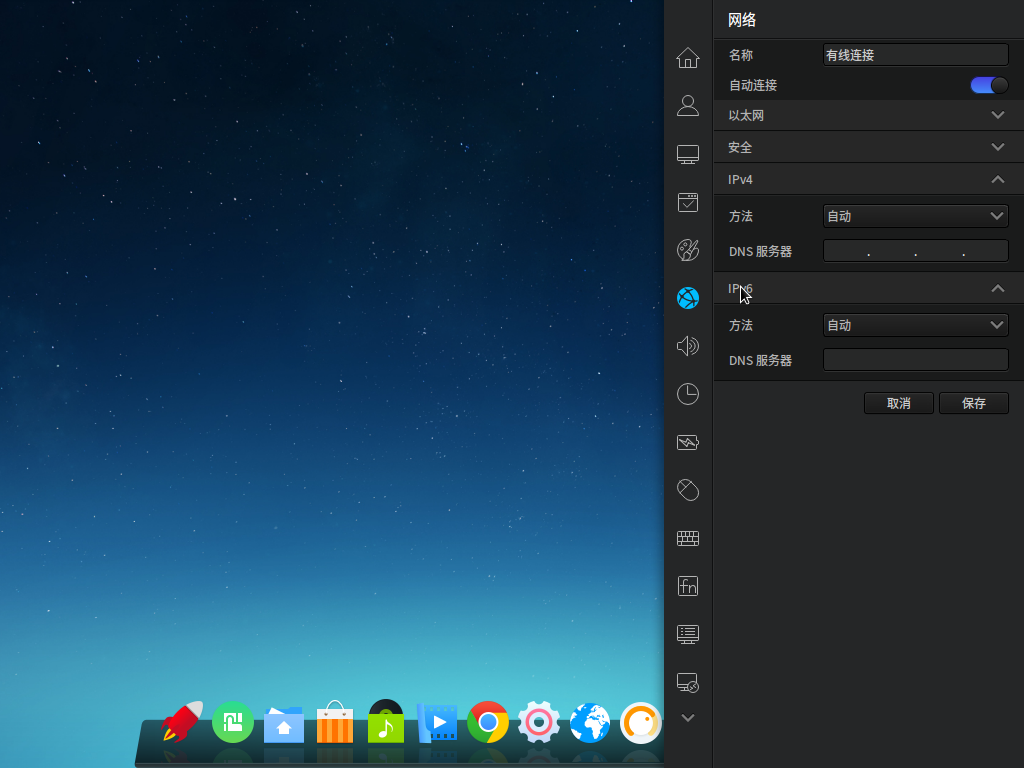 网络
名称 有线连接
自动连接
以太网
安全
IPv4
方法 自动
DNS 服务器 . . .
IPv6
方法 自动
DNS 服务器
取消 保存
fn